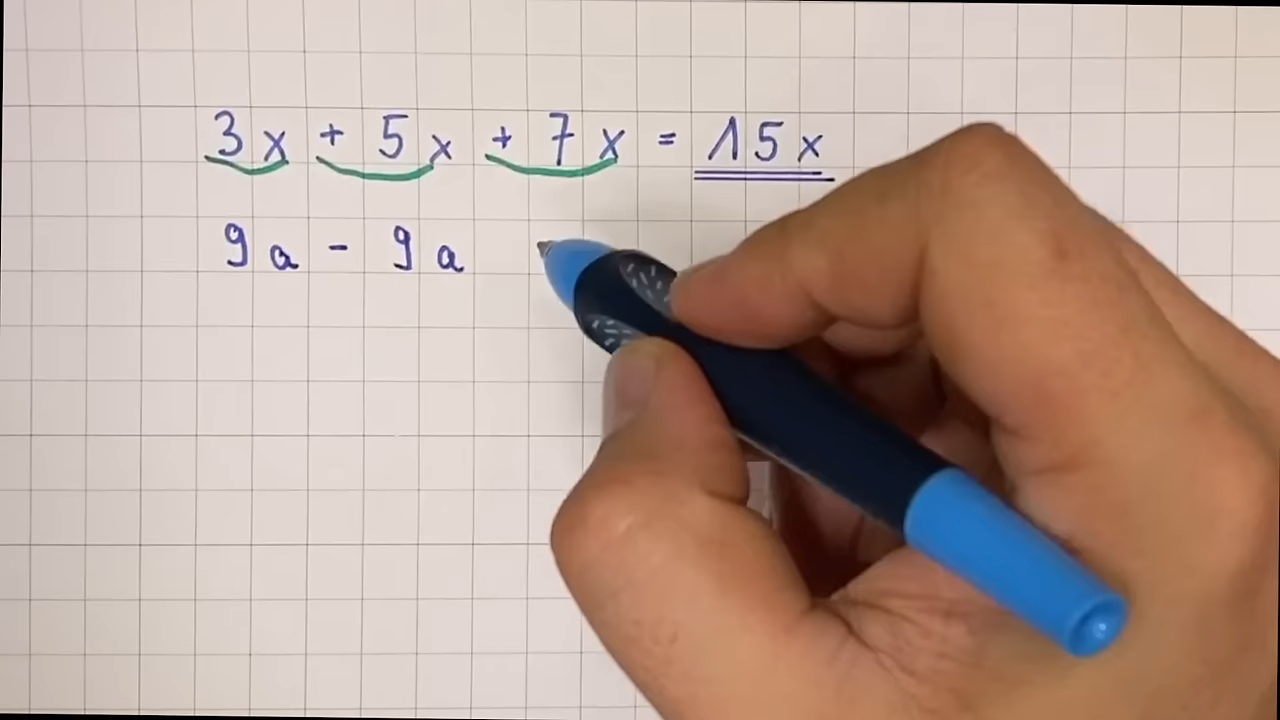 3x + 5x + 7x = 15x
9a - 9a